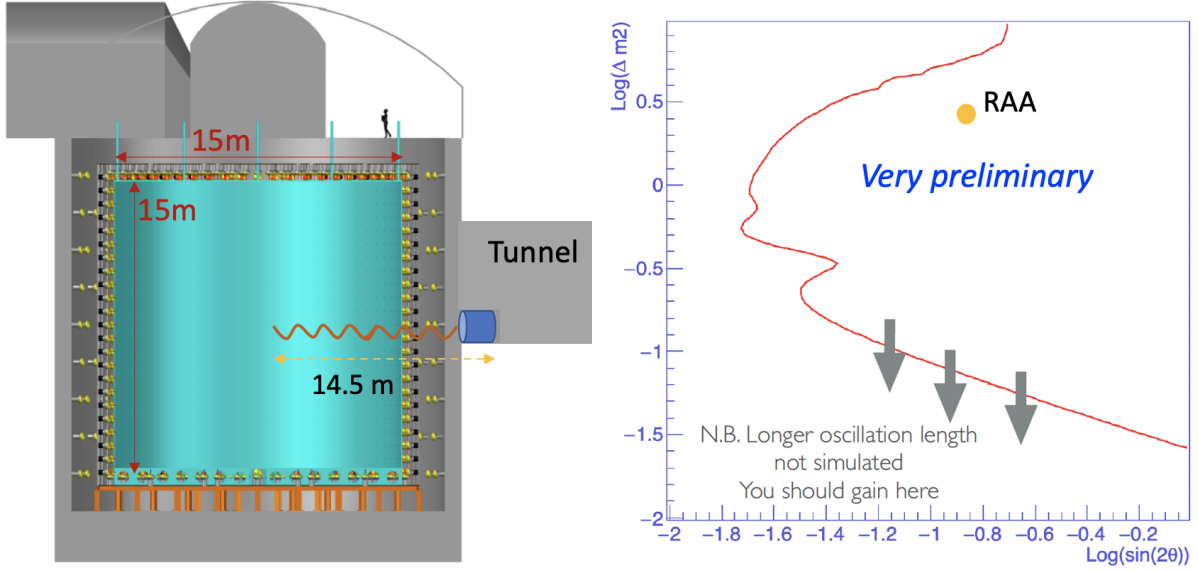 15m
15m
Tunnel
14.5 m
Log(Δ m2)
0.5
0
−0.5
−1
−1.5
−2
RAA
Very preliminary
N.B. Longer oscillation length
not simulated
You should gain here
−2 −1.8 −1.6 −1.4 −1.2 −1 −0.8 −0.6 −0.4 −0.2
Log(sin(2θ))